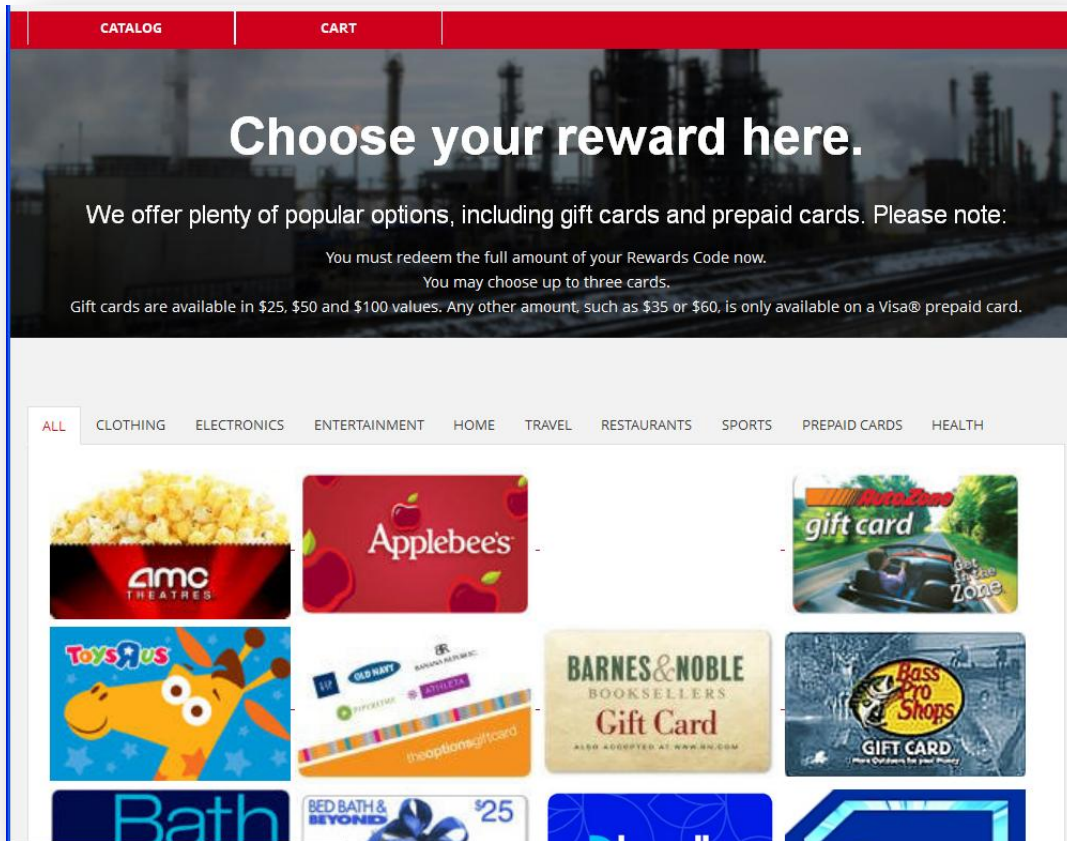 CATALOG
CART
Choose your reward here.
We offer plenty of popular options, including gift cards and prepaid cards. Please note:
You must redeem the full amount of your Rewards Code now.
You may choose up to three cards.
Gift cards are available in $25, $50 and $100 values. Any other amount, such as $35 or $60, is only available on a Visa® prepaid card.
ALL
CLOTHING
ELECTRONICS
ENTERTAINMENT
HOME
TRAVEL
RESTAURANTS
SPORTS
PREPAID CARDS
HEALTH
amc
THEATRES
Applebee's
AutoZone
gift card
Get
in the
Zone
Toys R us
GAP
OLD NAVY
BR
BANANA REPUBLIC
PIPERLIME
ATHLETA
theoptionsgiftcard
BARNES & NOBLE
BOOKSELLERS
Gift Card
ALSO ACCEPTED AT WWW.BN.COM
Bass
Pro
Shops
GIFT CARD
More Outdoors for your Money
Bath
BED BATH &
BEYOND
$25